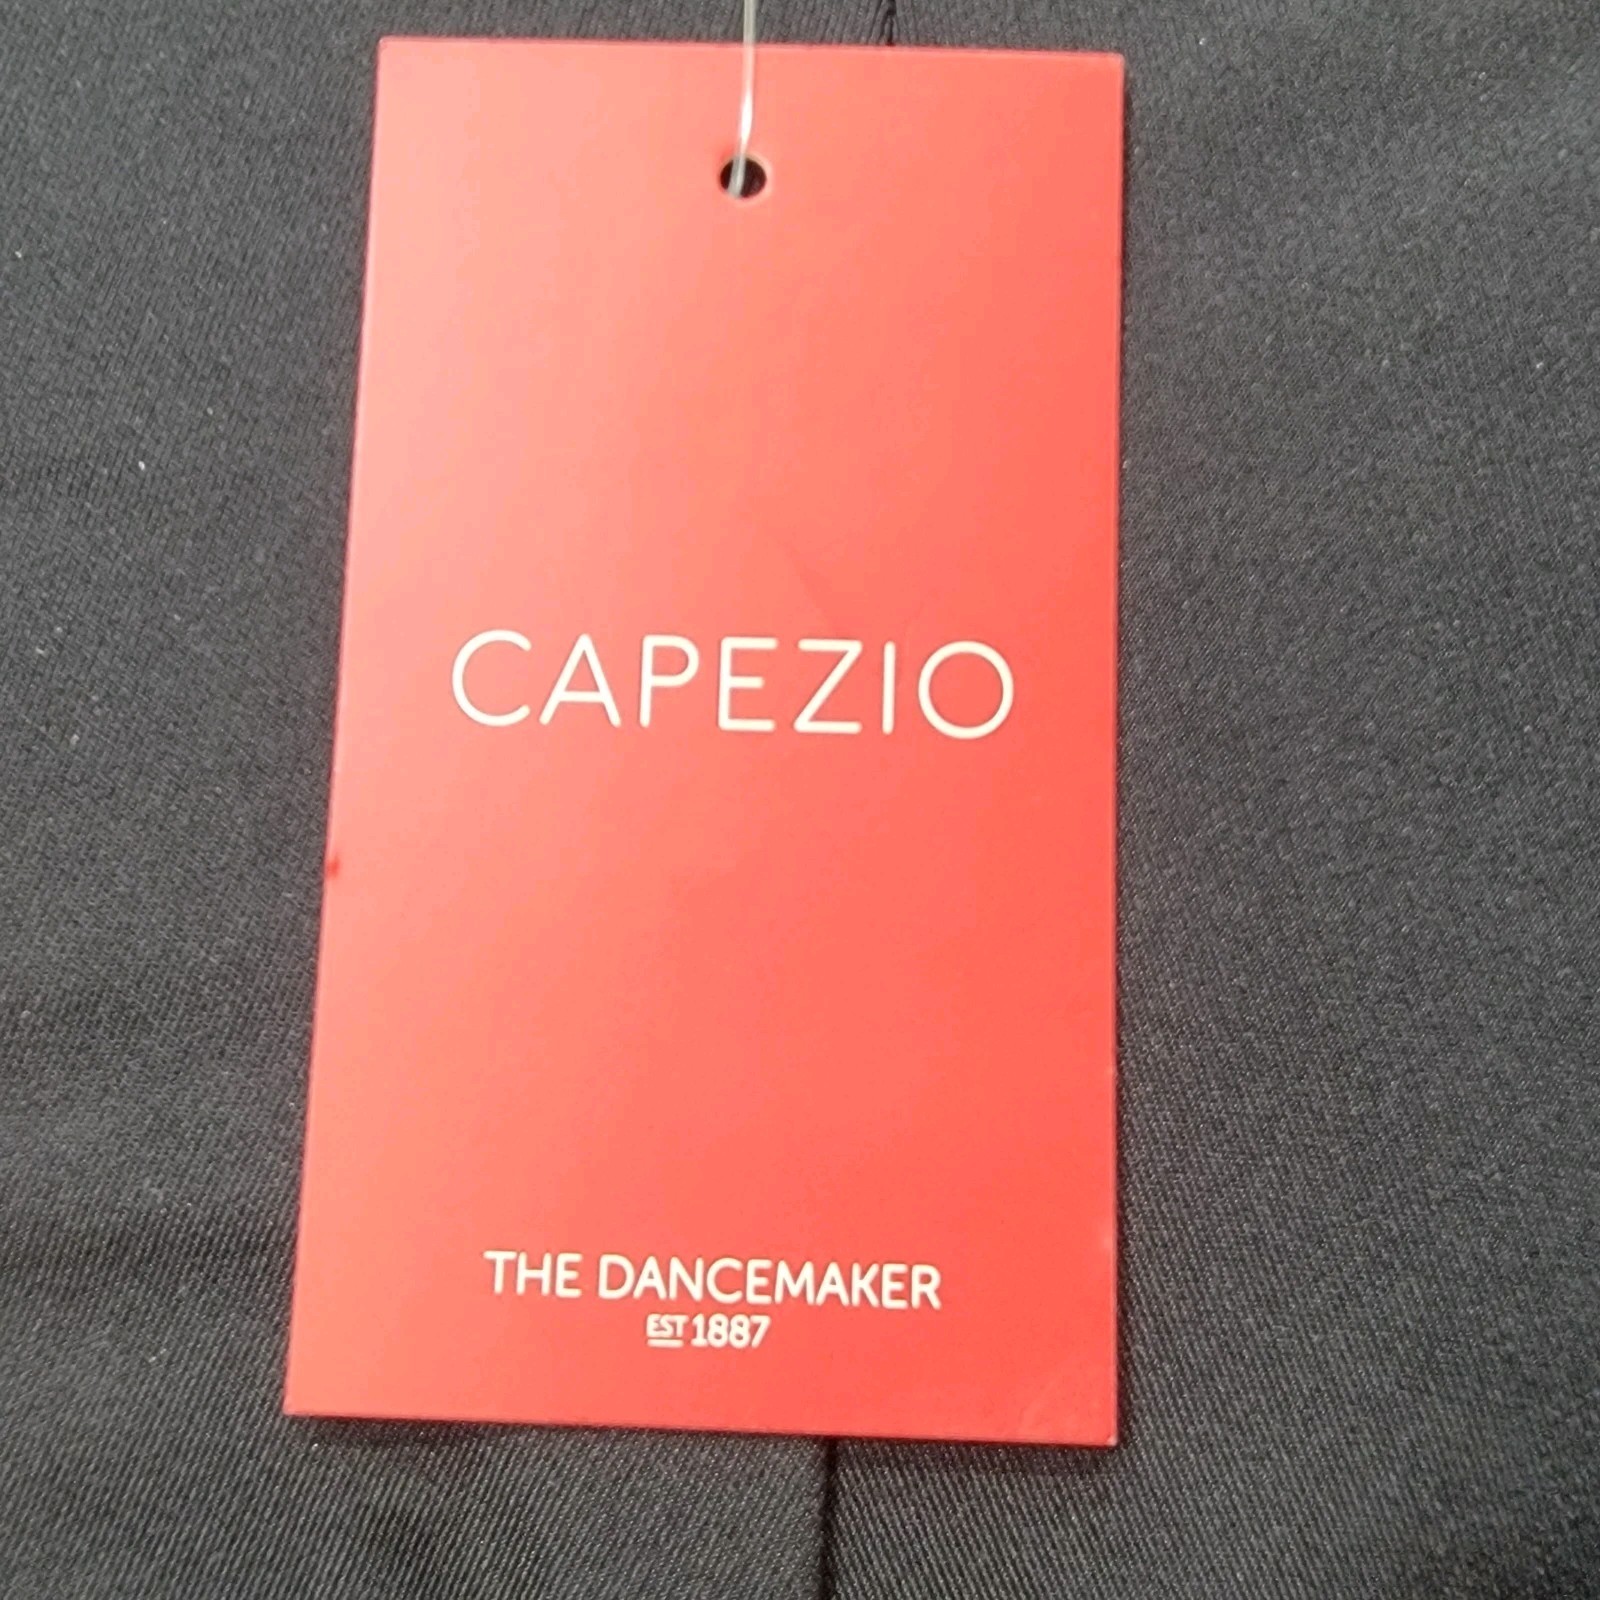 CAPEZIO
THE DANCEMAKER
EST 1887